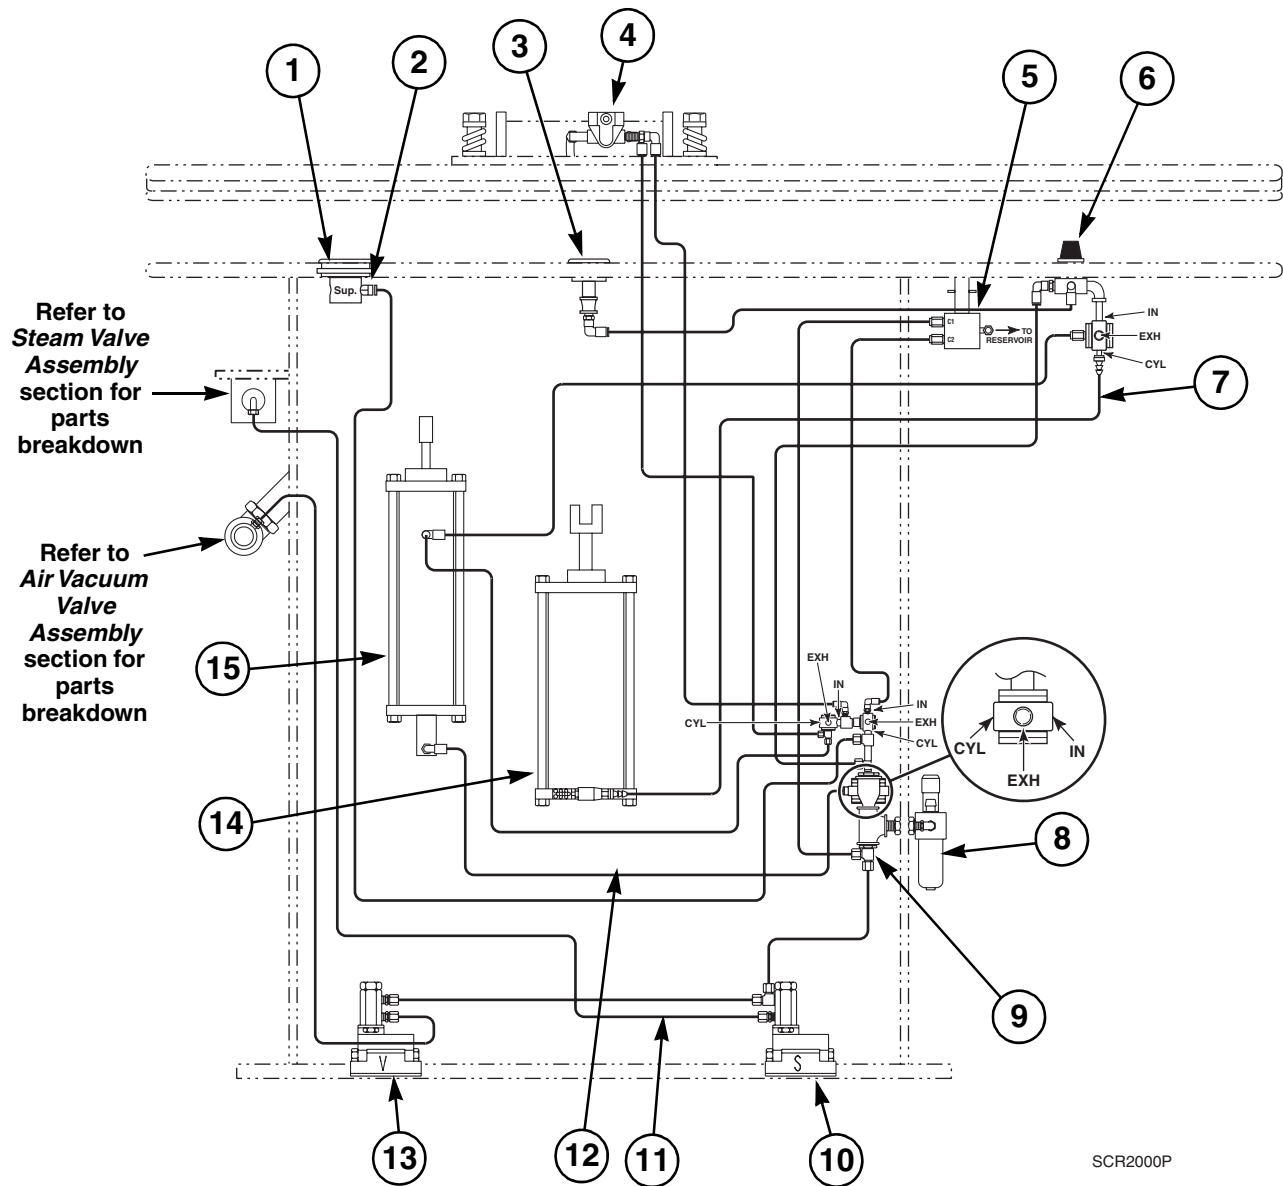 1
2
3
4
5
6
Sup.
C1
C2
TO
RESERVOIR
IN
EXH
CYL
Refer to
Steam Valve
Assembly
section for
parts
breakdown
7
Refer to
Air Vacuum
Valve
Assembly
section for
parts
breakdown
15
14
EXH
IN
CYL
IN
EXH
CYL
CYL
IN
EXH
8
9
V
S
13
12
11
10
SCR2000P